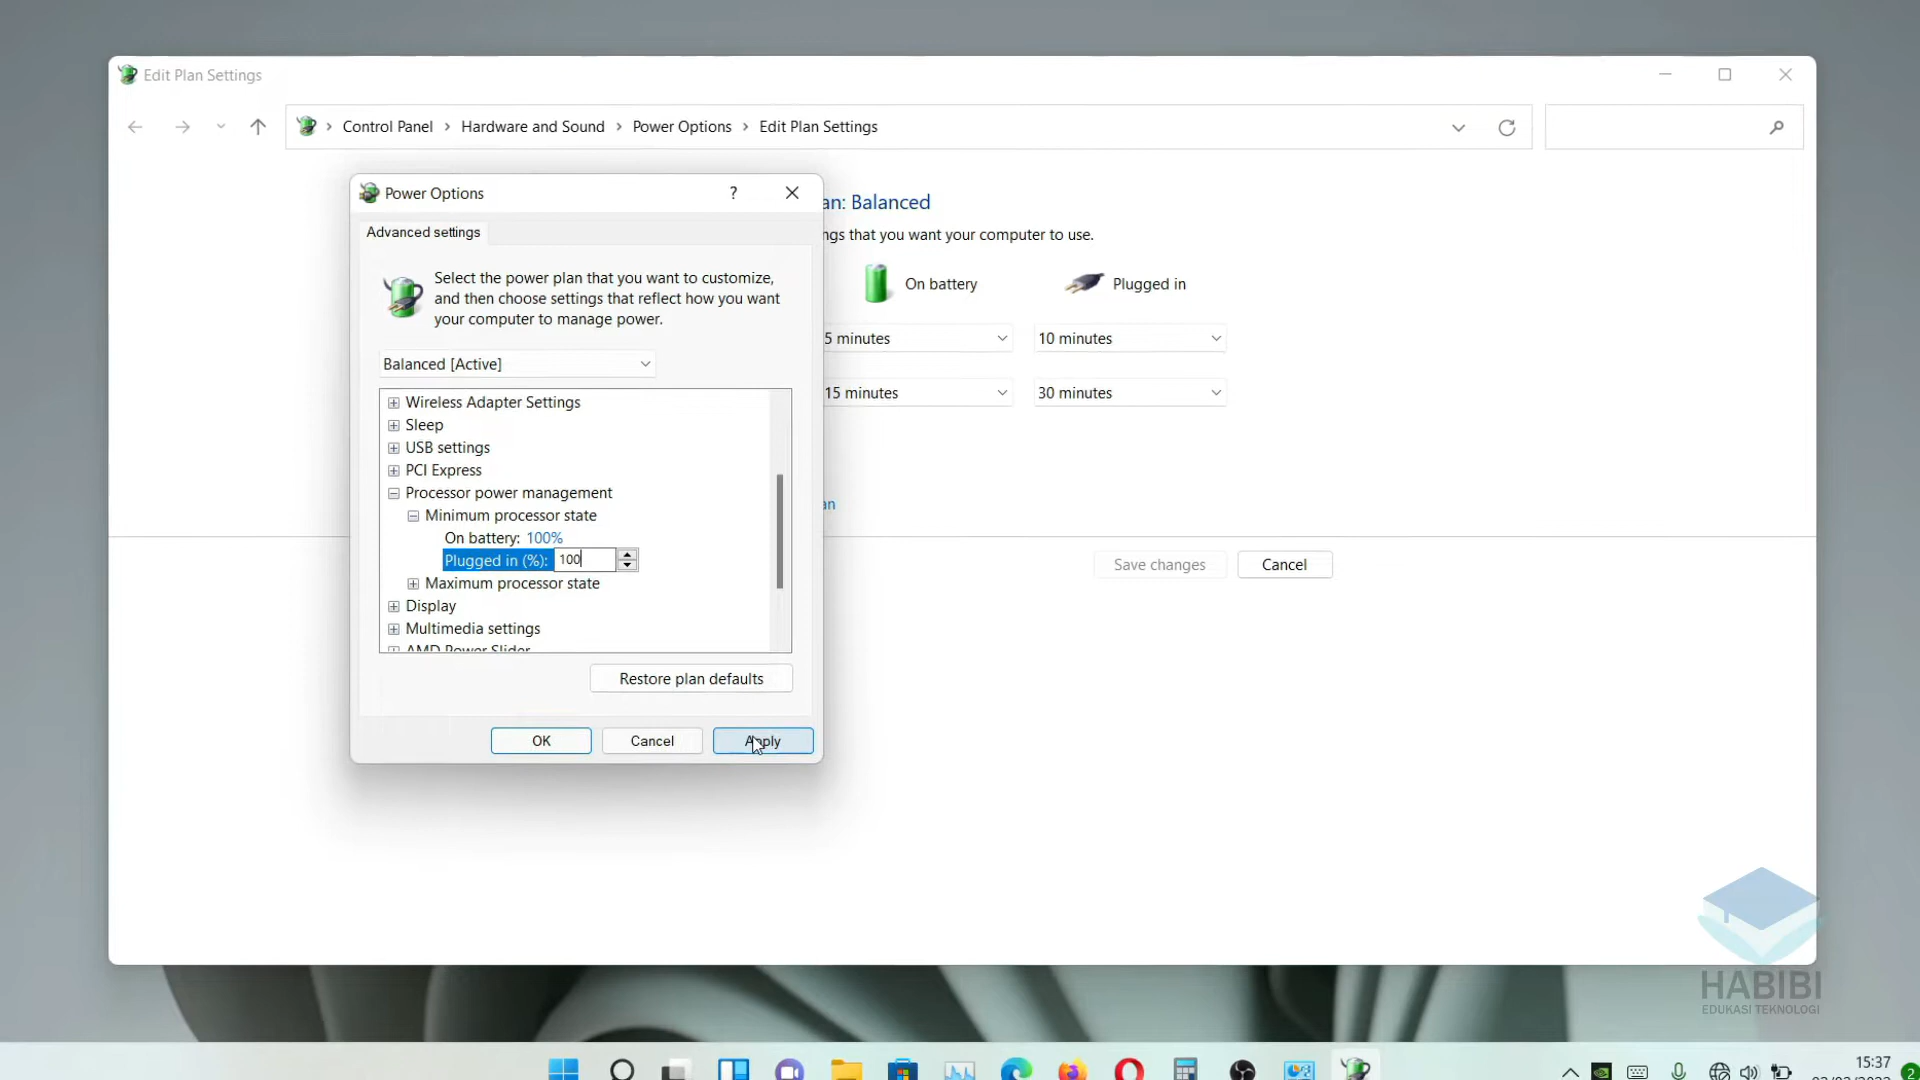 Edit Plan Settings
Control Panel > Hardware and Sound > Power Options > Edit Plan Settings
Power Options
?
an: Balanced
Advanced settings
ngs that you want your computer to use.
Select the power plan that you want to customize,
and then choose settings that reflect how you want
your computer to manage power.
On battery
Plugged in
5 minutes
10 minutes
Balanced [Active]
15 minutes
30 minutes
Wireless Adapter Settings
Sleep
USB settings
PCI Express
Processor power management
an
Minimum processor state
On battery: 100%
Plugged in (%): 100
Save changes
Cancel
Maximum processor state
Display
Multimedia settings
AMD Power Slider
Restore plan defaults
OK
Cancel
Apply
HABIBI
EDUKASI TEKNOLOGI
15:37
2